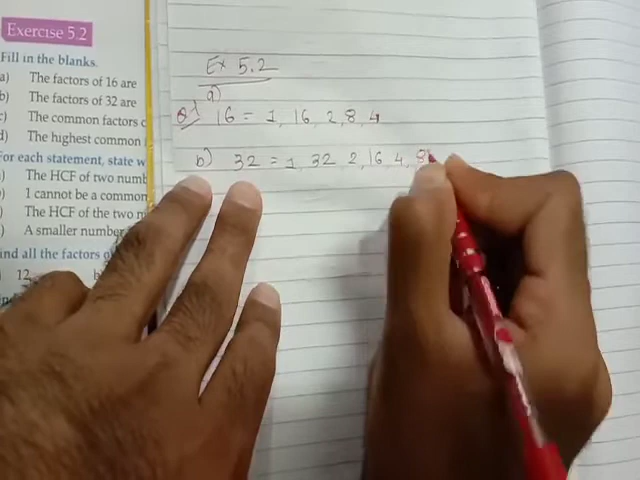 Exercise 5.2
Fill in the blanks.
a) The factors of 16 are
b) The factors of 32 are
c) The common factors
d) The highest common
For each statement, state w
) The HCF of two numb
) 1 cannot be a common
) The HCF of the two n
) A smaller number
ind all the factors o
12
Ex 5.2
Q1 a)
16 = 1, 16, 2, 8, 4
b) 32 = 1, 32 2, 16 4, 8